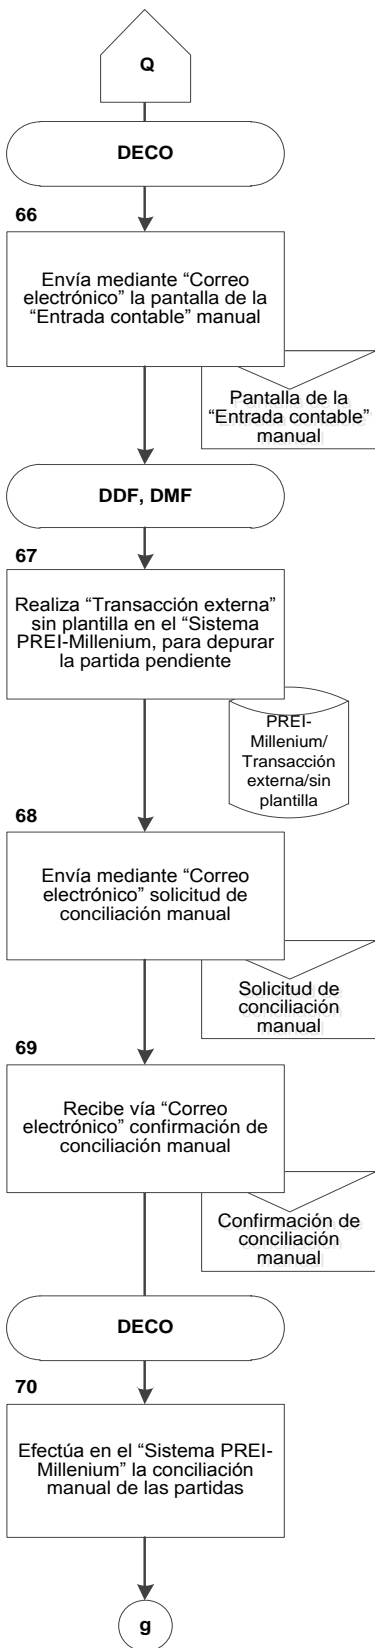 Q
DECO
66
Envía mediante “Correo
electrónico” la pantalla de la
“Entrada contable” manual
Pantalla de la
“Entrada contable”
manual
DDF, DMF
67
Realiza “Transacción externa”
sin plantilla en el “Sistema
PREI-Millenium, para depurar
la partida pendiente
PREI-
Millenium/
Transacción
externa/sin
plantilla
68
Envía mediante “Correo
electrónico” solicitud de
conciliación manual
Solicitud de
conciliación
manual
69
Recibe vía “Correo
electrónico” confirmación de
conciliación manual
Confirmación de
conciliación
manual
DECO
70
Efectúa en el “Sistema PREI-
Millenium” la conciliación
manual de las partidas
g